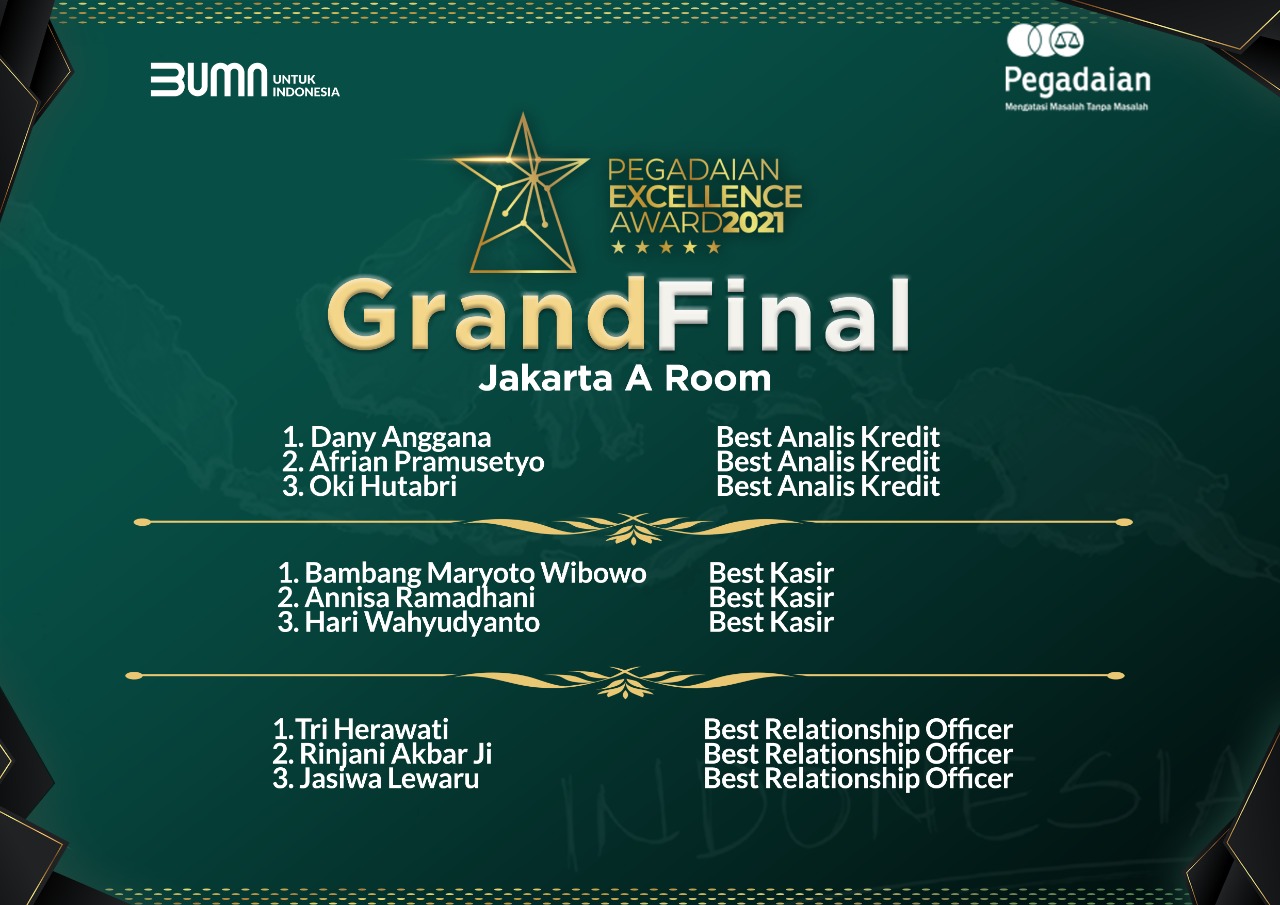 BUMN UNTUK
INDONESIA
Pegadaian
Mengatasi Masalah Tanpa Masalah
PEGADAIAN
EXCELLENCE
AWARD2021
GrandFinal
Jakarta A Room
1. Dany Anggana Best Analis Kredit
2. Afrian Pramusetyo Best Analis Kredit
3. Oki Hutabri Best Analis Kredit
1. Bambang Maryoto Wibowo Best Kasir
2. Annisa Ramadhani Best Kasir
3. Hari Wahyudyanto Best Kasir
1.Tri Herawati Best Relationship Officer
2. Rinjani Akbar Ji Best Relationship Officer
3. Jasiwa Lewaru Best Relationship Officer
INDONESIA